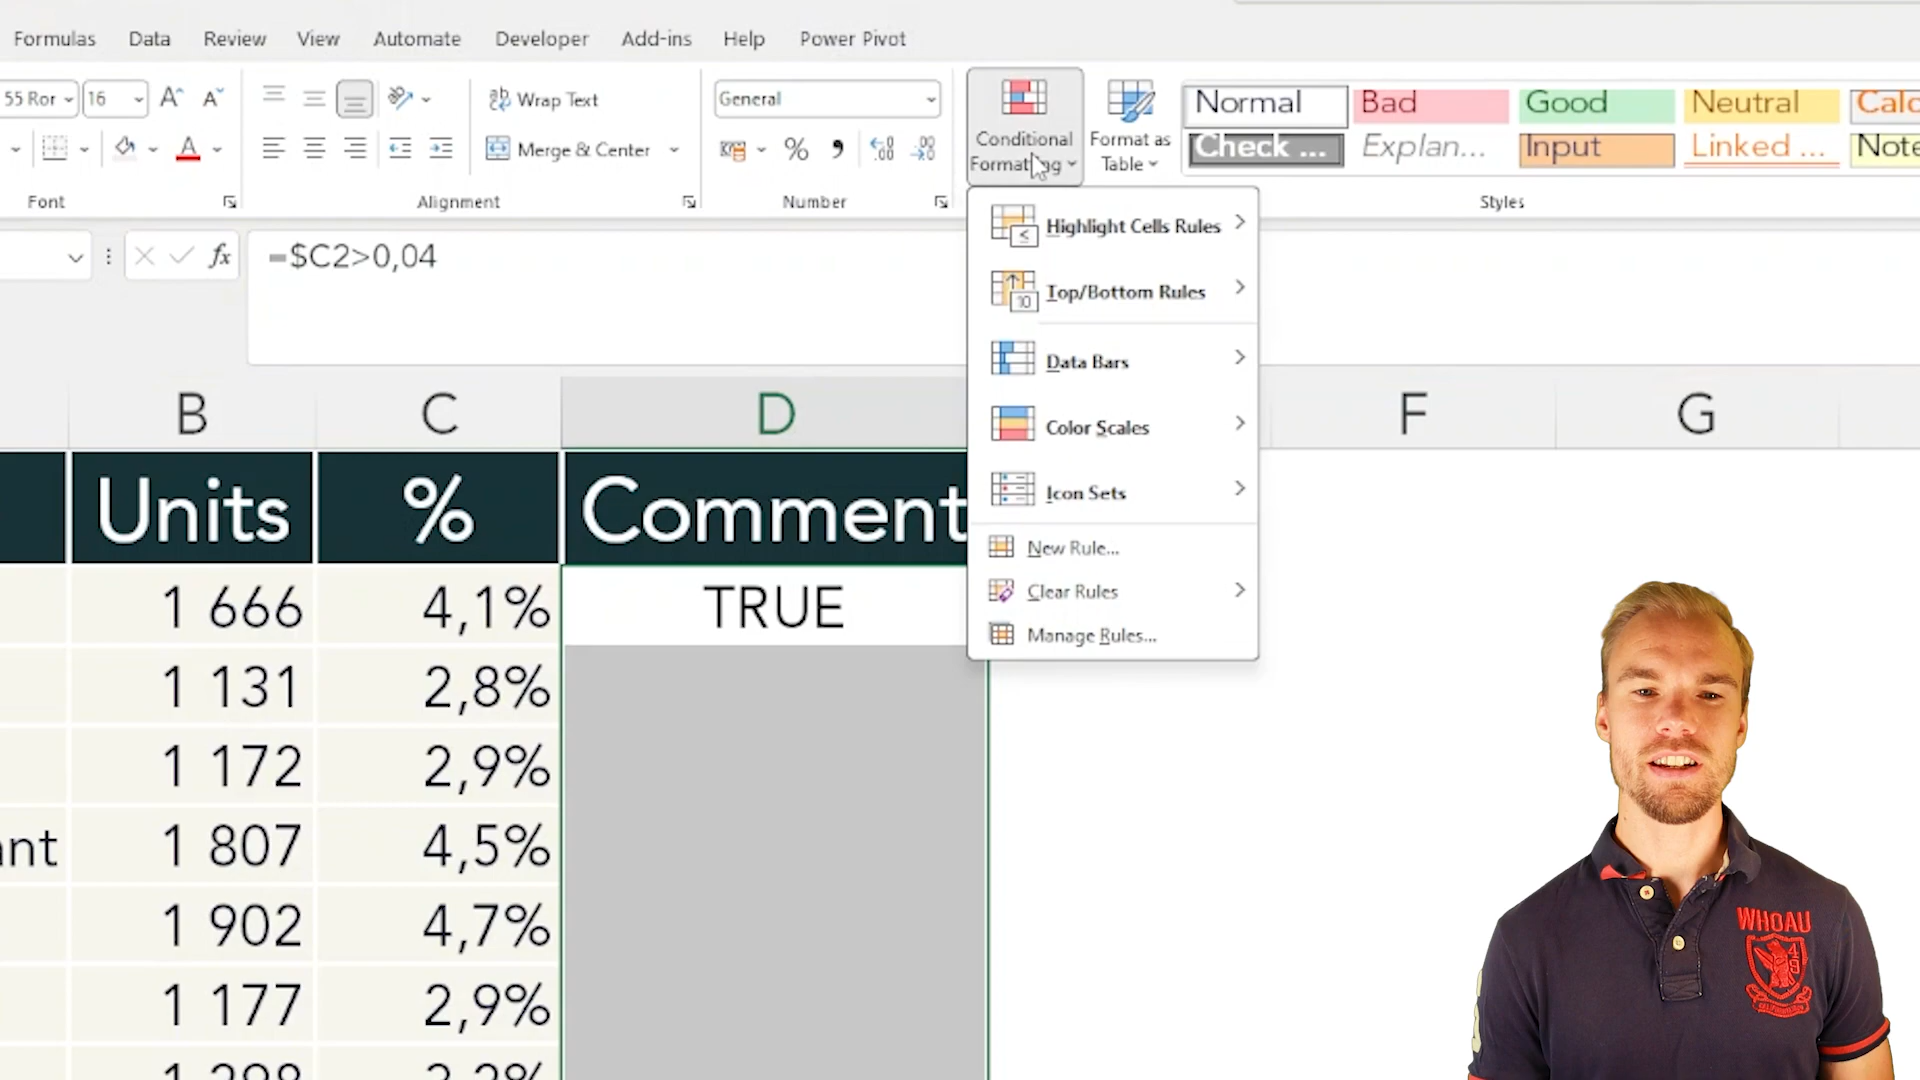 Formulas Data Review View Automate Developer Add-ins Help Power Pivot
55 Ror 16 A A Wrap Text General Conditional Formatting Format as Table Normal Bad Good Neutral Calc
A Merge & Center % Check ... Explan... Input Linked ... Note
Font Alignment Number Styles
fx =$C2>0,04
Highlight Cells Rules
10 Top/Bottom Rules
Data Bars
Color Scales
Icon Sets
New Rule...
Clear Rules
Manage Rules...
B C D F G
Units % Comment
1 666 4,1% TRUE
1 131 2,8%
1 172 2,9%
ant 1 807 4,5%
1 902 4,7%
1 177 2,9%
WHOAU